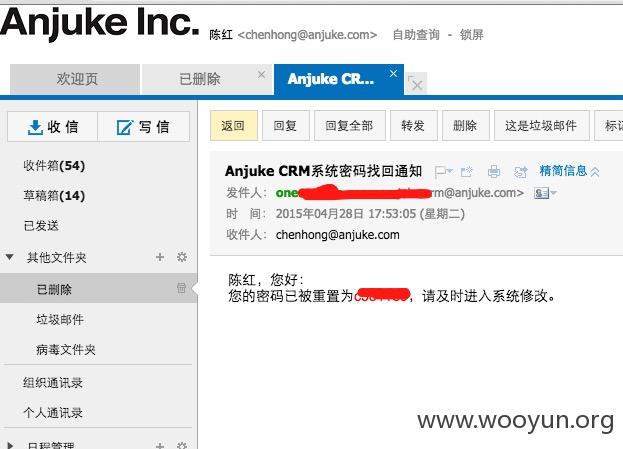 Anjuke Inc. 陈红 <chenhong@anjuke.com> 自助查询 - 锁屏
欢迎页 已删除 Anjuke CR...
收信 写信
返回 回复 回复全部 转发 删除 这是垃圾邮件 标记
收件箱(54)
草稿箱(14)
已发送
其他文件夹
已删除
垃圾邮件
病毒文件夹
组织通讯录
个人通讯录
日程管理
Anjuke CRM系统密码找回通知 精简信息
发件人: one rm@anjuke.com>
时 间: 2015年04月28日 17:53:05 (星期二)
收件人: chenhong@anjuke.com
陈红，您好：
您的密码已被重置为 ，请及时进入系统修改。
www.wooyun.org